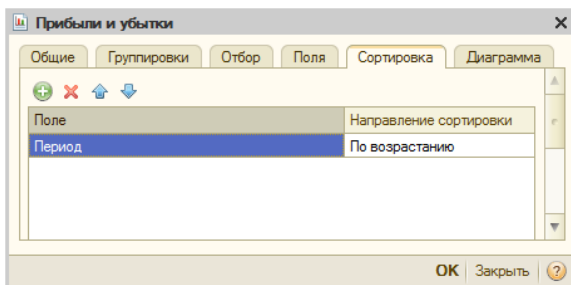 Прибыли и убытки
Общие Группировки Отбор Поля Сортировка Диаграмма
Поле Направление сортировки
Период По возрастанию
OK Закрыть ?